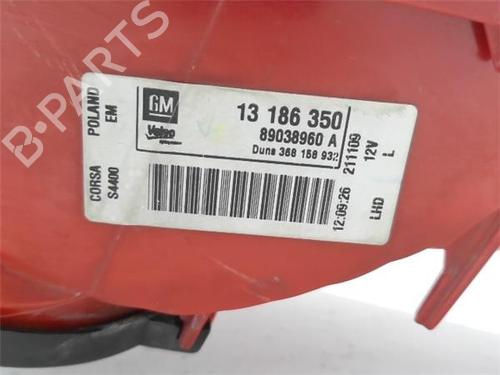 POLAND
EM
CORSA
S4400
GM
Valeo
13 186 350
89038960 A
Duns 368 158 932
211109
12V
L
12:09:26
LHD
B-PARTS